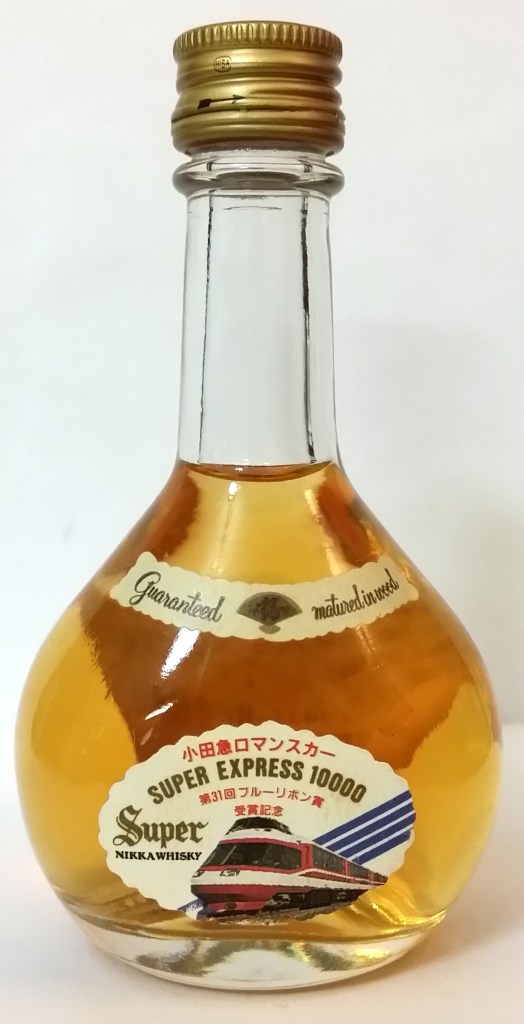 Guaranteed matured in wood
小田急ロマンスカー
SUPER EXPRESS 10000
第31回ブルーリボン賞
受賞記念
Super
NIKKA WHISKY